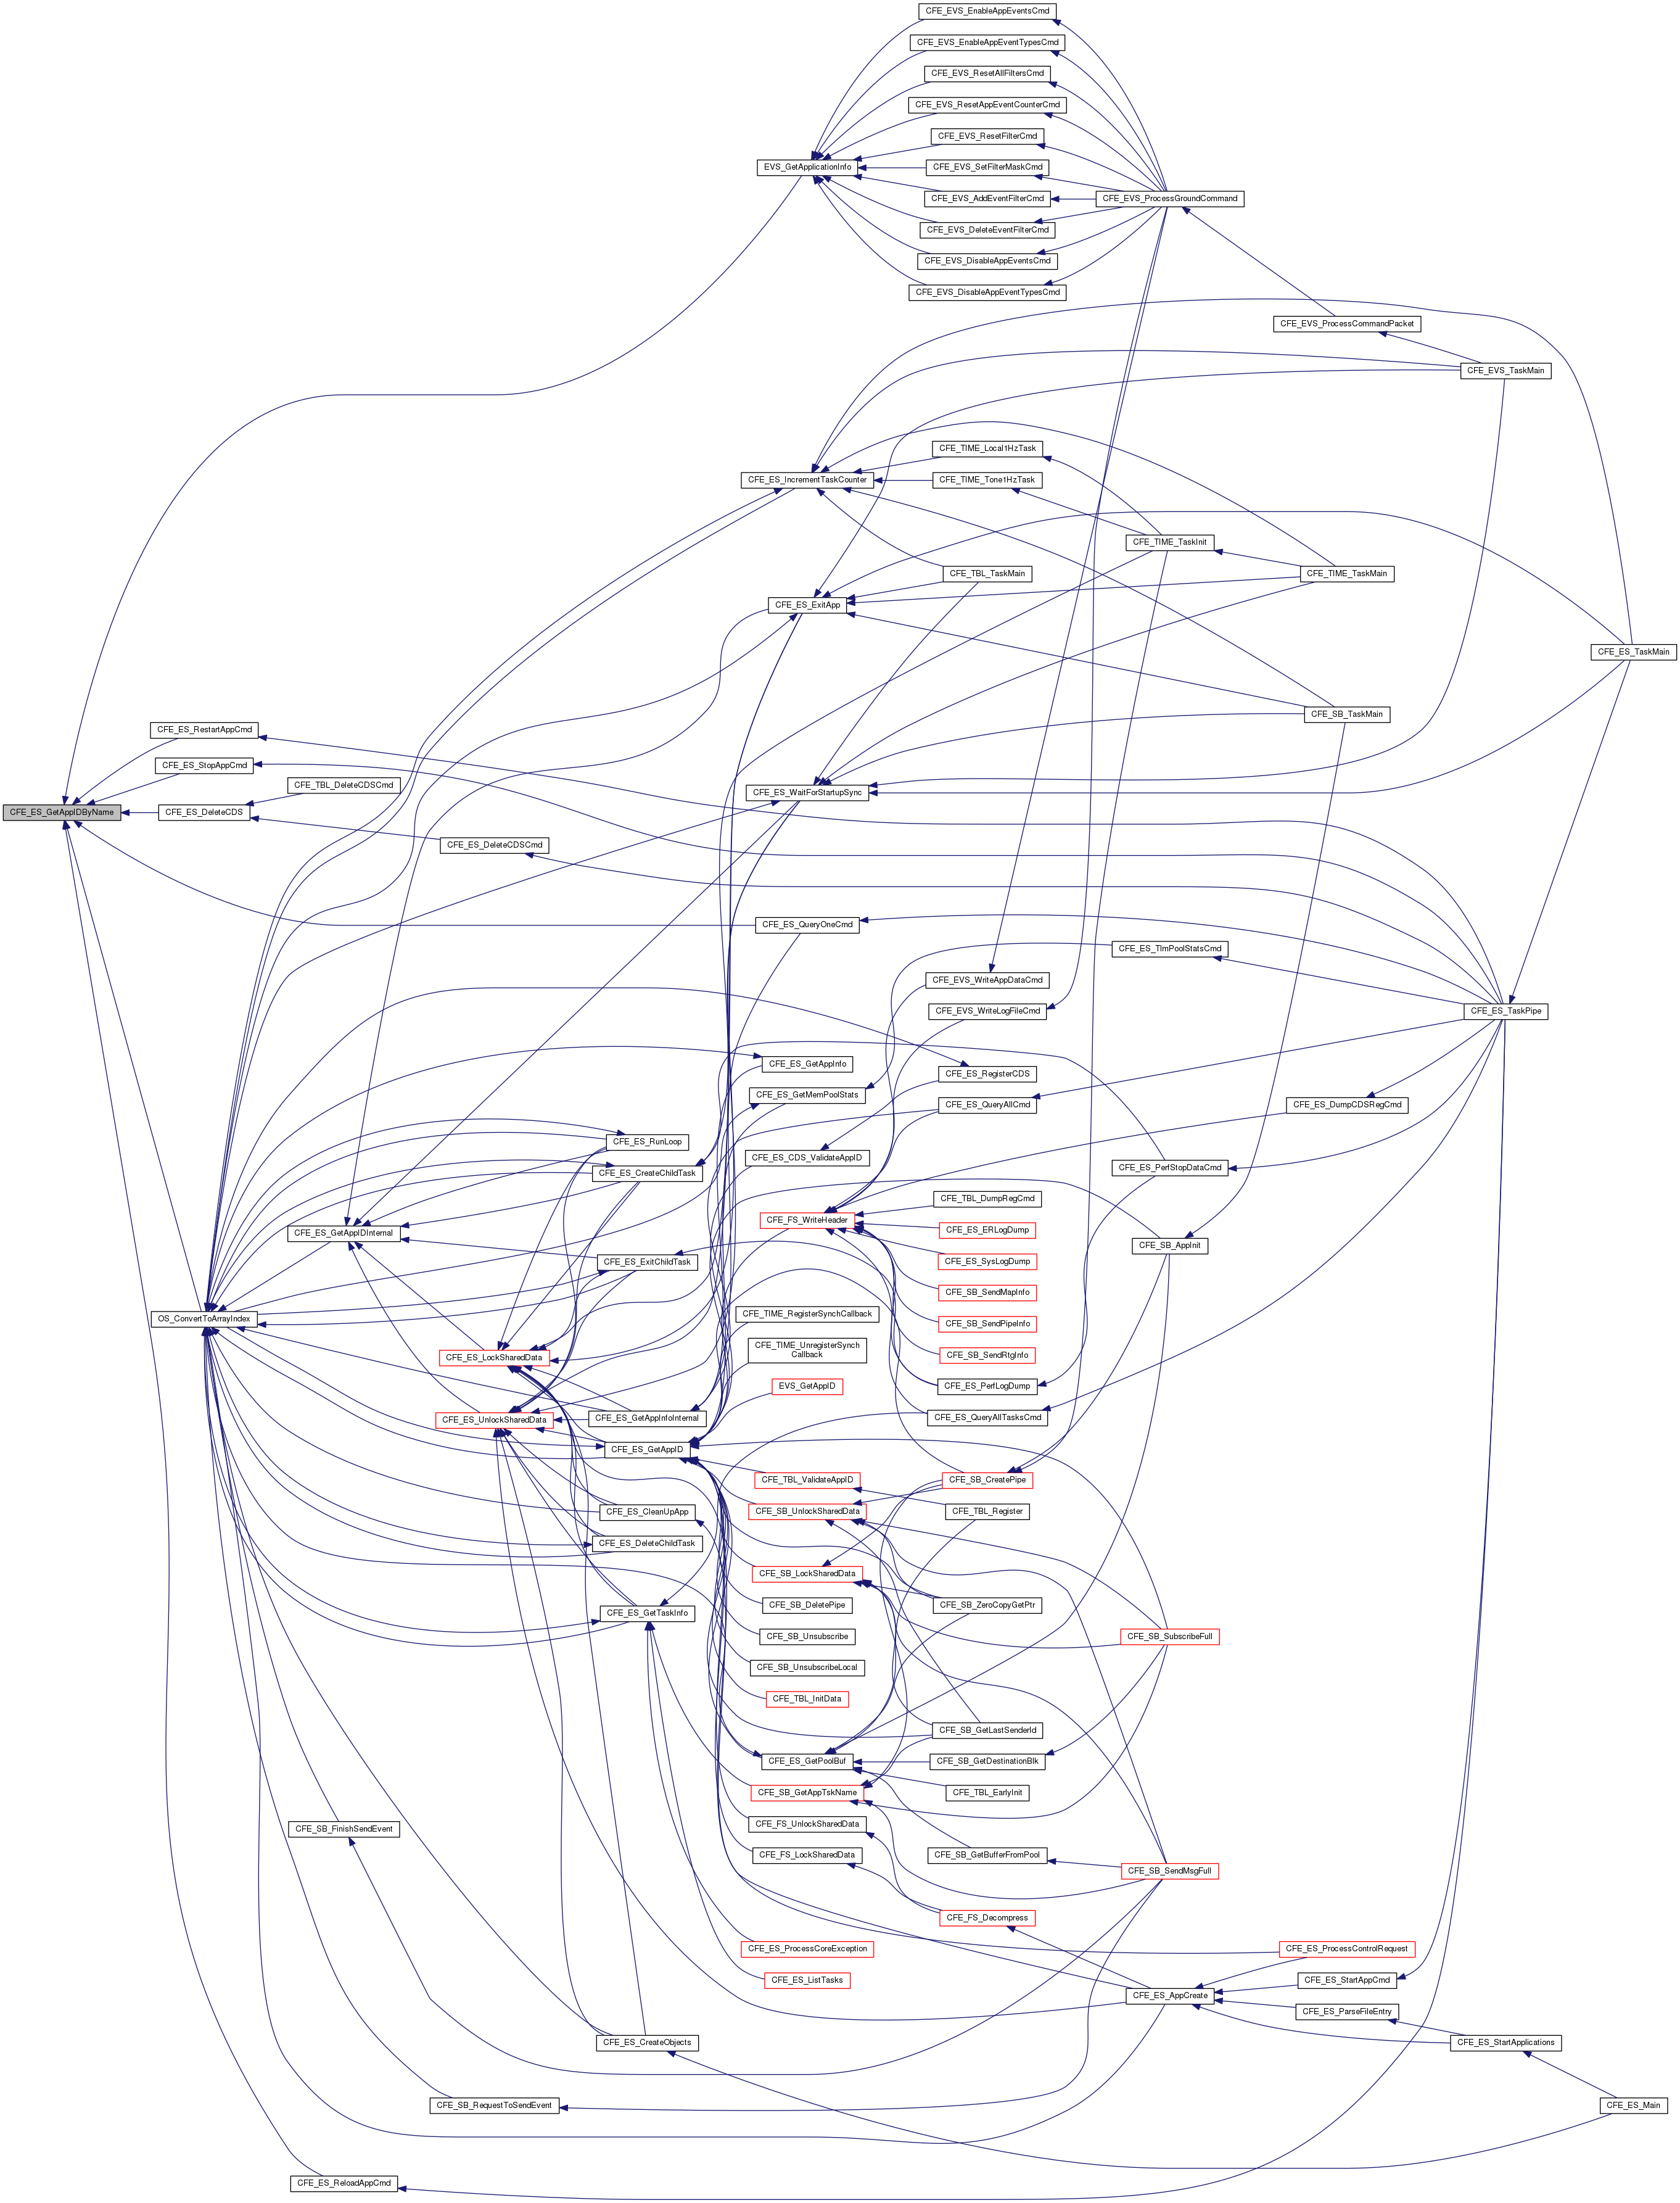 CFE_EVS_EnableAppEventsCmd
CFE_EVS_EnableAppEventTypesCmd
CFE_EVS_ResetAllFiltersCmd
CFE_EVS_ResetAppEventCounterCmd
CFE_EVS_ResetFilterCmd
EVS_GetApplicationInfo
CFE_EVS_SetFilterMaskCmd
CFE_EVS_AddEventFilterCmd
CFE_EVS_ProcessGroundCommand
CFE_EVS_DeleteEventFilterCmd
CFE_EVS_DisableAppEventsCmd
CFE_EVS_DisableAppEventTypesCmd
CFE_EVS_ProcessCommandPacket
CFE_EVS_TaskMain
CFE_TIME_Local1HzTask
CFE_ES_IncrementTaskCounter
CFE_TIME_Tone1HzTask
CFE_TIME_TaskInit
CFE_TBL_TaskMain
CFE_TIME_TaskMain
CFE_ES_ExitApp
CFE_ES_TaskMain
CFE_SB_TaskMain
CFE_ES_RestartAppCmd
CFE_ES_StopAppCmd
CFE_TBL_DeleteCDSCmd
CFE_ES_WaitForStartupSync
CFE_ES_GetAppIDByName
CFE_ES_DeleteCDS
CFE_ES_DeleteCDSCmd
CFE_ES_QueryOneCmd
CFE_ES_TlmPoolStatsCmd
CFE_EVS_WriteAppDataCmd
CFE_EVS_WriteLogFileCmd
CFE_ES_TaskPipe
CFE_ES_GetAppInfo
CFE_ES_RegisterCDS
CFE_ES_GetMemPoolStats
CFE_ES_QueryAllCmd
CFE_ES_DumpCDSRegCmd
CFE_ES_RunLoop
CFE_ES_CDS_ValidateAppID
CFE_ES_PerfStopDataCmd
CFE_ES_CreateChildTask
CFE_TBL_DumpRegCmd
CFE_FS_WriteHeader
CFE_ES_ERLogDump
CFE_ES_GetAppIDInternal
CFE_SB_AppInit
CFE_ES_ExitChildTask
CFE_ES_SysLogDump
CFE_SB_SendMapInfo
CFE_TIME_RegisterSynchCallback
OS_ConvertToArrayIndex
CFE_SB_SendPipeInfo
CFE_TIME_UnregisterSynch
Callback
CFE_SB_SendRtgInfo
CFE_ES_LockSharedData
EVS_GetAppID
CFE_ES_PerfLogDump
CFE_ES_UnlockSharedData
CFE_ES_GetAppInfoInternal
CFE_ES_QueryAllTasksCmd
CFE_ES_GetAppID
CFE_TBL_ValidateAppID
CFE_SB_CreatePipe
CFE_ES_CleanUpApp
CFE_SB_UnlockSharedData
CFE_TBL_Register
CFE_ES_DeleteChildTask
CFE_SB_LockSharedData
CFE_SB_DeletePipe
CFE_SB_ZeroCopyGetPtr
CFE_ES_GetTaskInfo
CFE_SB_Unsubscribe
CFE_SB_SubscribeFull
CFE_SB_UnsubscribeLocal
CFE_TBL_InitData
CFE_SB_GetLastSenderId
CFE_ES_GetPoolBuf
CFE_SB_GetDestinationBlk
CFE_SB_GetAppTskName
CFE_TBL_EarlyInit
CFE_SB_FinishSendEvent
CFE_FS_UnlockSharedData
CFE_FS_LockSharedData
CFE_SB_GetBufferFromPool
CFE_SB_SendMsgFull
CFE_FS_Decompress
CFE_ES_ProcessCoreException
CFE_ES_ProcessControlRequest
CFE_ES_ListTasks
CFE_ES_StartAppCmd
CFE_ES_AppCreate
CFE_ES_ParseFileEntry
CFE_ES_CreateObjects
CFE_ES_StartApplications
CFE_SB_RequestToSendEvent
CFE_ES_Main
CFE_ES_ReloadAppCmd